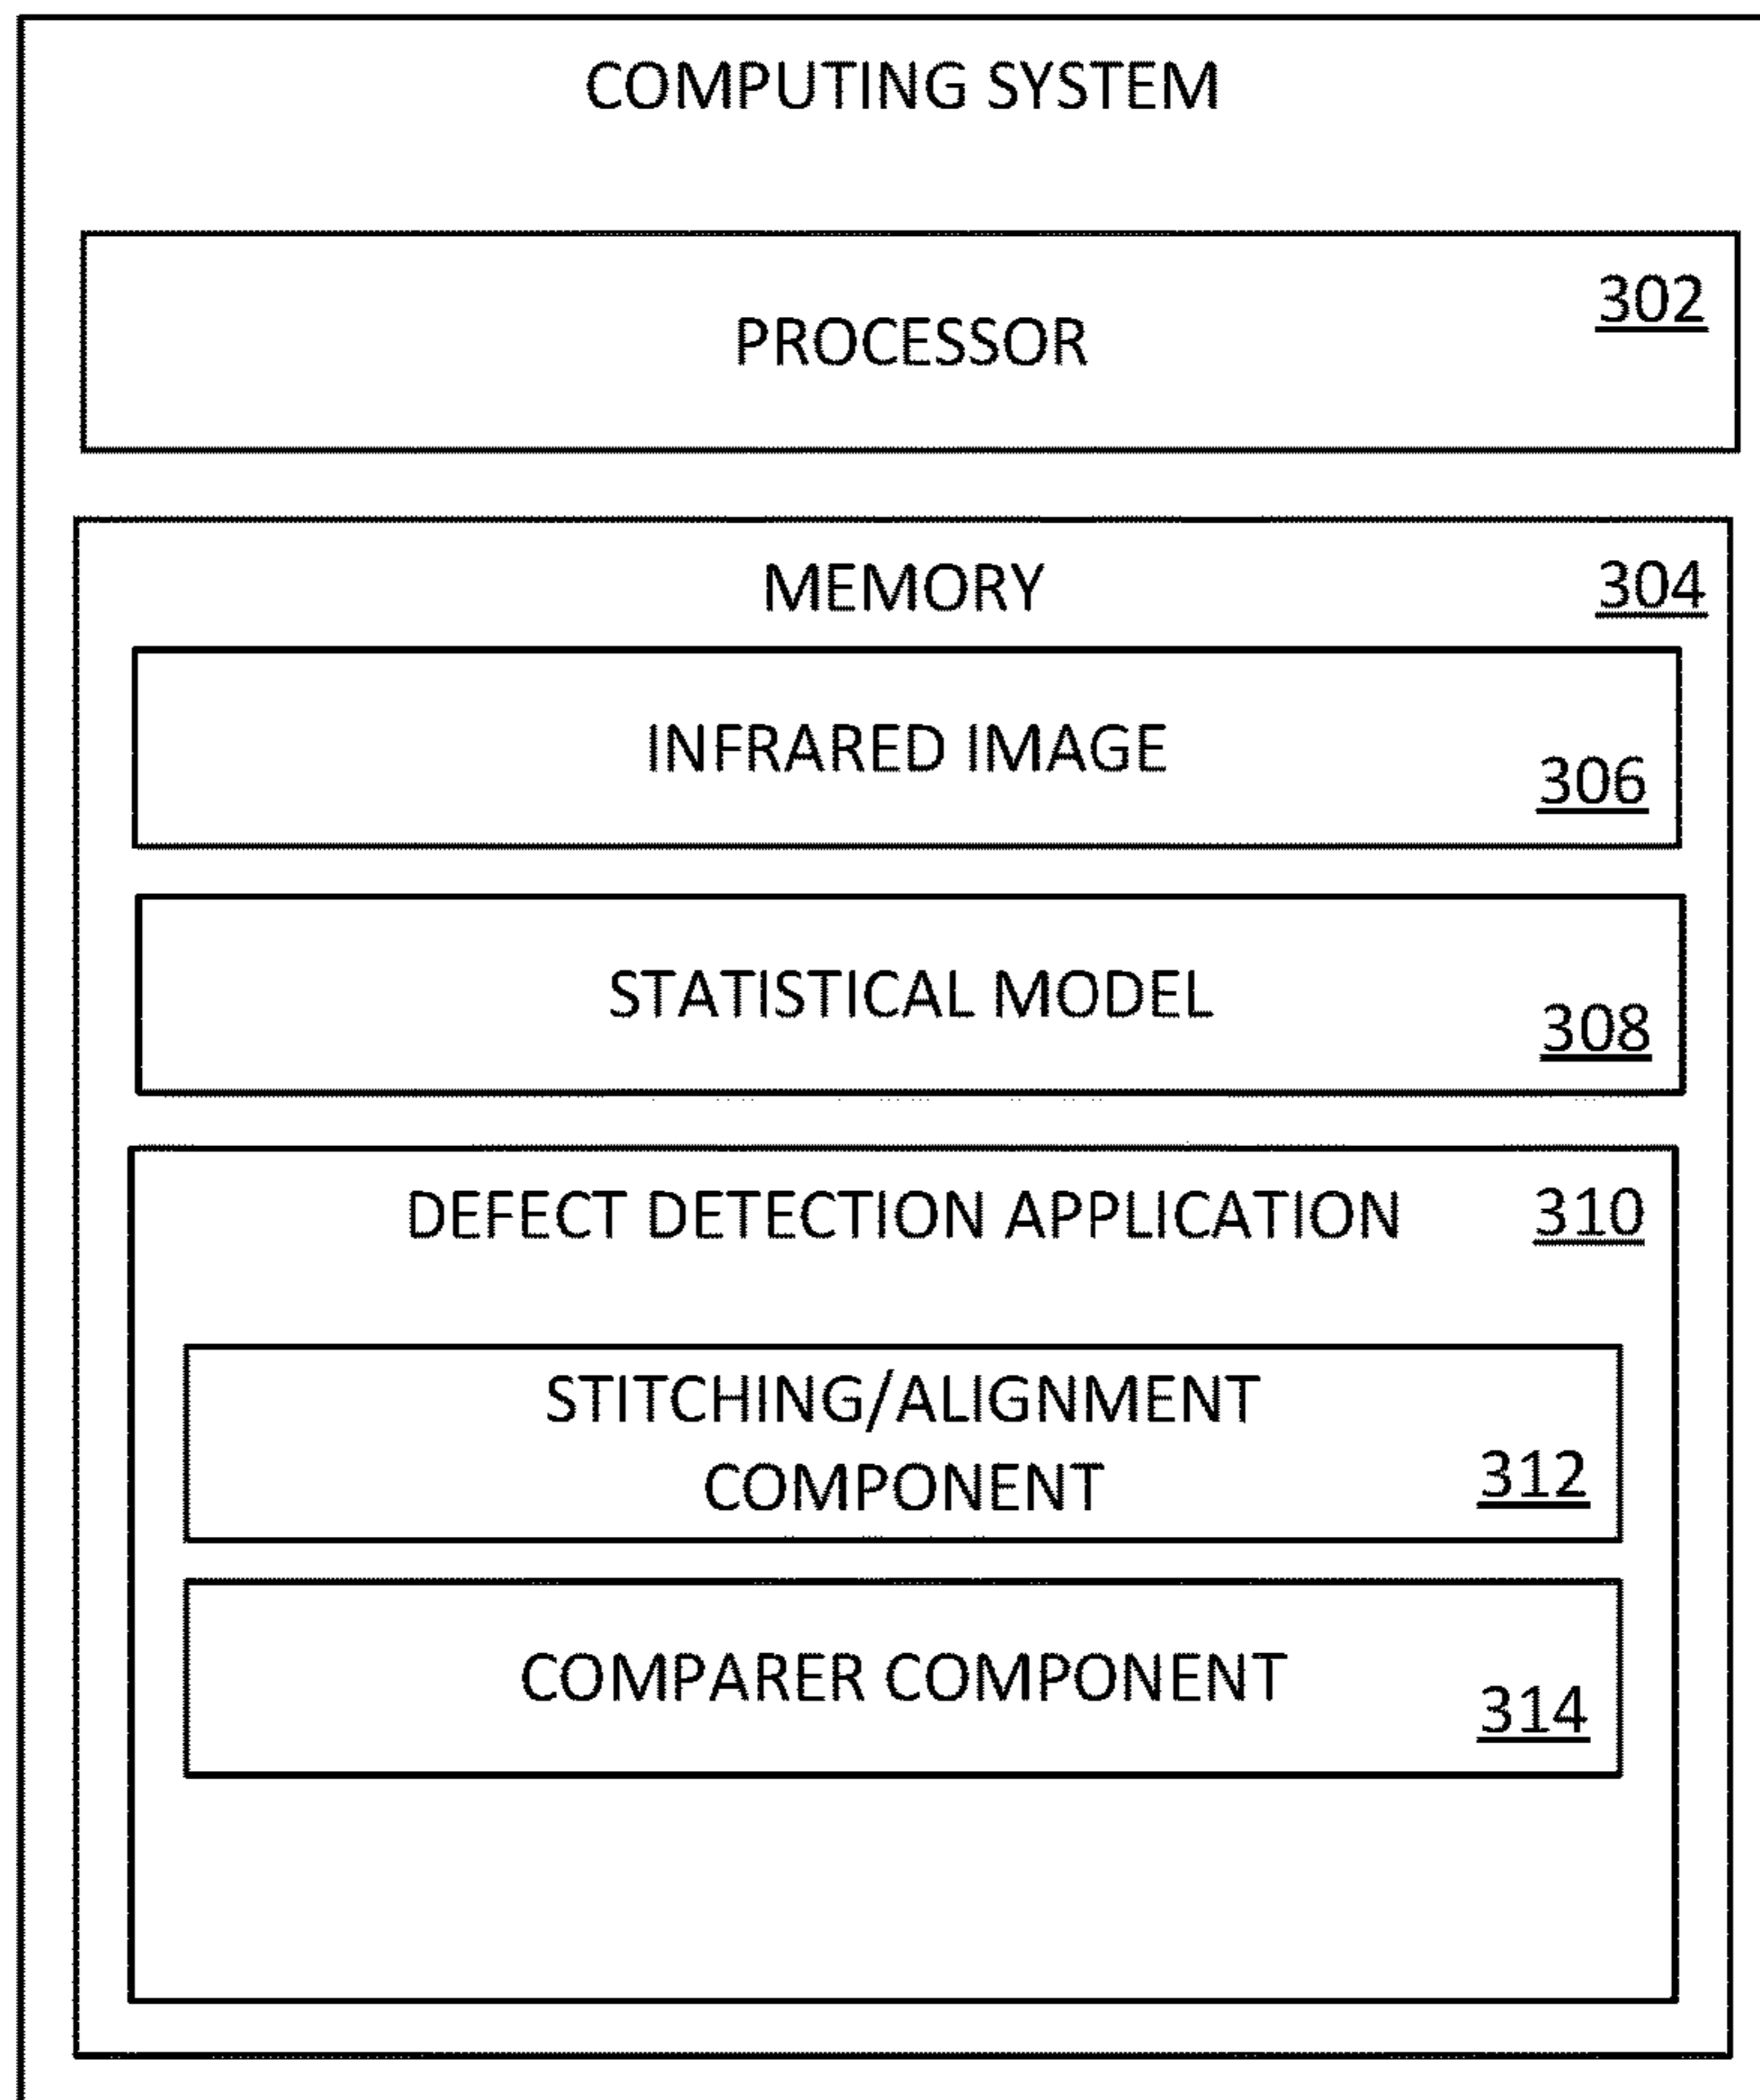 COMPUTING SYSTEM
302
PROCESSOR
MEMORY 304
INFRARED IMAGE
306
STATISTICAL MODEL
308
DEFECT DETECTION APPLICATION 310
STITCHING/ALIGNMENT
COMPONENT 312
COMPARER COMPONENT
314